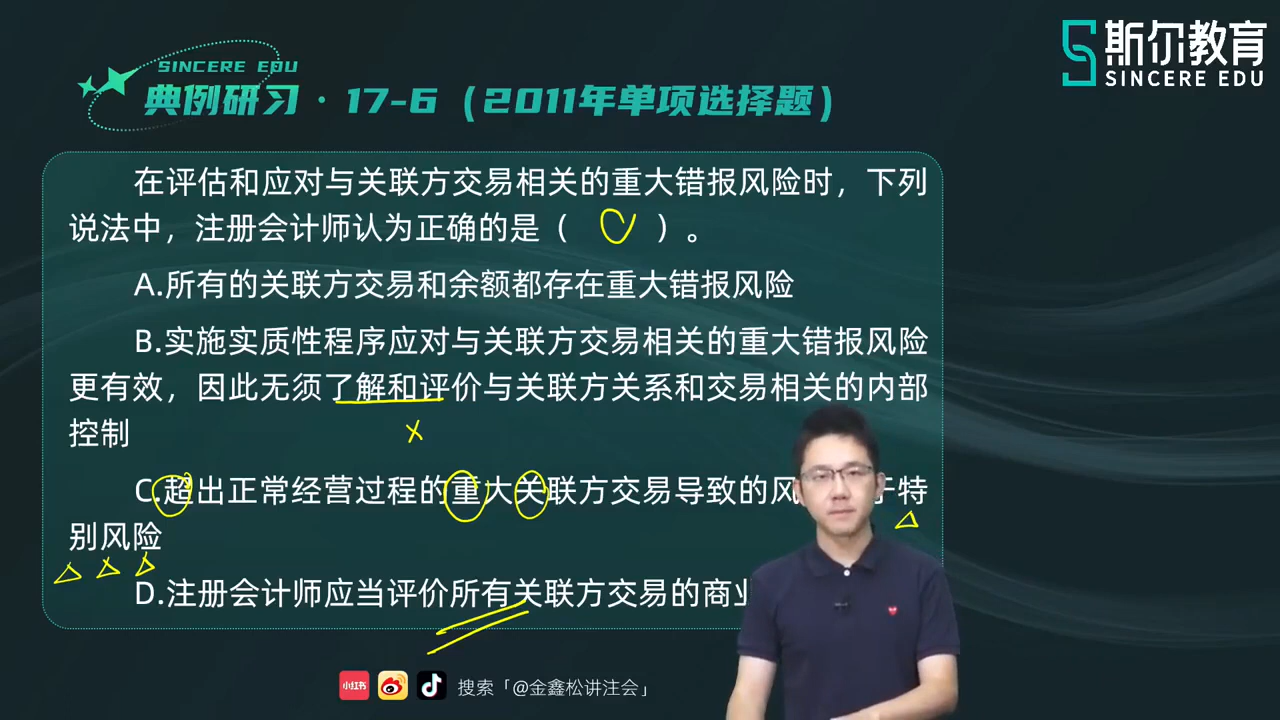 斯尔教育
SINCERE EDU
SINCERE EDU
典例研习·17-6（2011年单项选择题）
在评估和应对与关联方交易相关的重大错报风险时，下列
说法中，注册会计师认为正确的是（ C ）。
A.所有的关联方交易和余额都存在重大错报风险
B.实施实质性程序应对与关联方交易相关的重大错报风险
更有效，因此无须了解和评价与关联方关系和交易相关的内部
控制
×
C.超出正常经营过程的重大关联方交易导致的风 特
别风险
D.注册会计师应当评价所有关联方交易的商
小红书
搜索「@金鑫松讲注会」